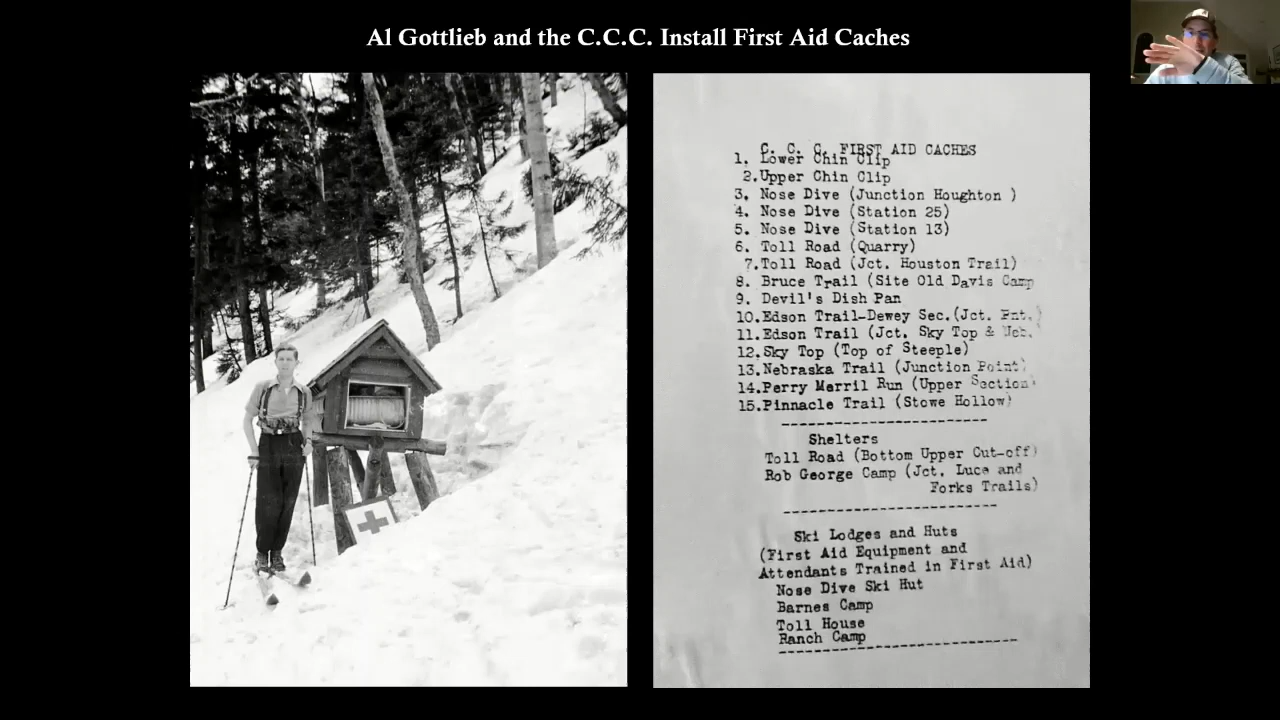 Al Gottlieb and the C.C.C. Install First Aid Caches
C. C. C. FIRST AID CACHES
1. Lower Chin Clip
2.Upper Chin Clip
3. Nose Dive (Junction Houghton )
4. Nose Dive (Station 25)
5. Nose Dive (Station 13)
6. Toll Road (Quarry)
7.Toll Road (Jct. Houston Trail)
8. Bruce Trail (Site Old Davis Camp
9. Devil's Dish Pan
10.Edson Trail-Dewey Sec.(Jct. Pnt.)
11.Edson Trail (Jct. Sky Top &
12.Sky Top (Top of Steeple)
13.Nebraska Trail (Junction Point)
14.Perry Merril Run (Upper Section)
15.Pinnacle Trail (Stowe Hollow)
Shelters
Toll Road (Bottom Upper Cut-off)
Rob George Camp (Jct. Luce and
Forks Trails)
Ski Lodges and Huts
(First Aid Equipment and
Attendants Trained in First Aid)
Nose Dive Ski Hut
Barnes Camp
Toll House
Ranch Camp